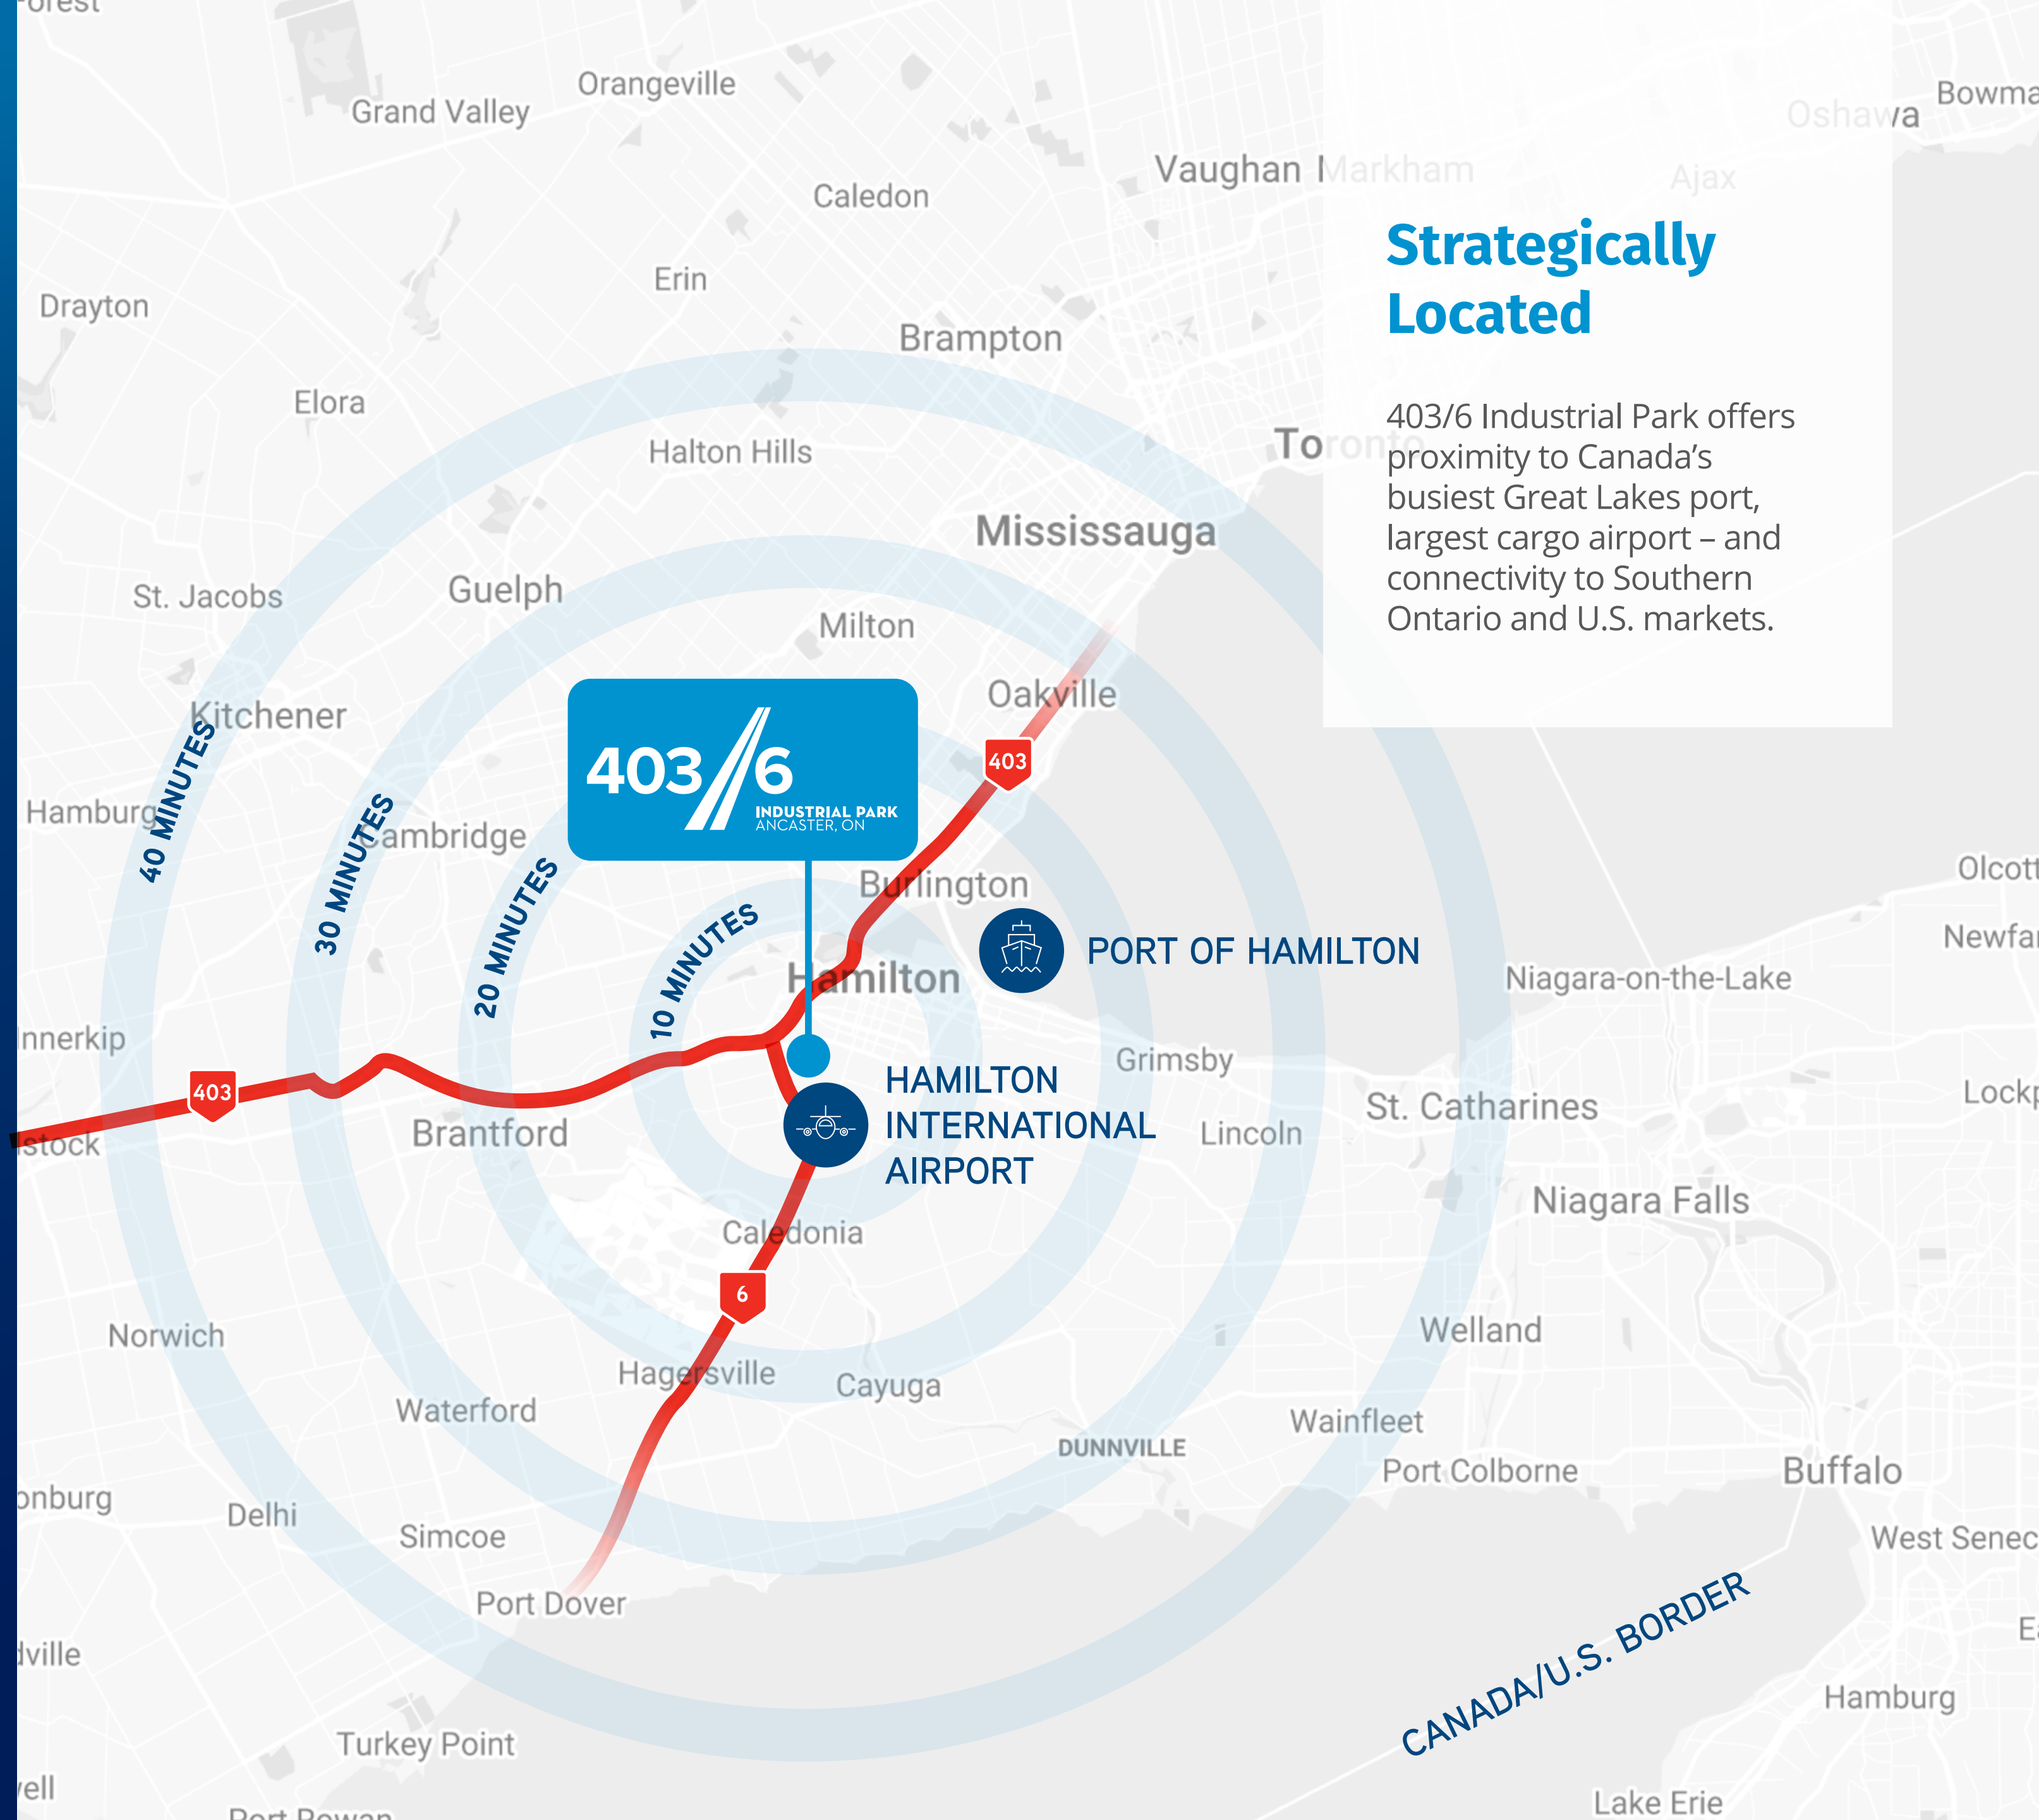 Orangeville
Grand Valley
Bowma
Oshawa
Vaughan
Markham
Ajax
Caledon
Strategically
Located
Erin
Drayton
Brampton
Elora
403/6 Industrial Park offers
proximity to Canada's
busiest Great Lakes port,
largest cargo airport – and
connectivity to Southern
Ontario and U.S. markets.
Halton Hills
Toronto
Mississauga
St. Jacobs
Guelph
Milton
Oakville
Kitchener
403/6
INDUSTRIAL PARK
ANCASTER, ON
403
Hamburg
Cambridge
40 MINUTES
30 MINUTES
20 MINUTES
10 MINUTES
Burlington
Olcott
PORT OF HAMILTON
Newfa
Hamilton
Niagara-on-the-Lake
nnerkip
Grimsby
403
HAMILTON
INTERNATIONAL
AIRPORT
St. Catharines
Lockp
stock
Brantford
Lincoln
Niagara Falls
Caledonia
6
Norwich
Welland
Hagersville
Cayuga
Waterford
Wainfleet
DUNNVILLE
Port Colborne
Buffalo
onburg
Delhi
Simcoe
West Senec
Port Dover
CANADA/U.S. BORDER
dville
Hamburg
Turkey Point
ell
Lake Erie
Port Rowan